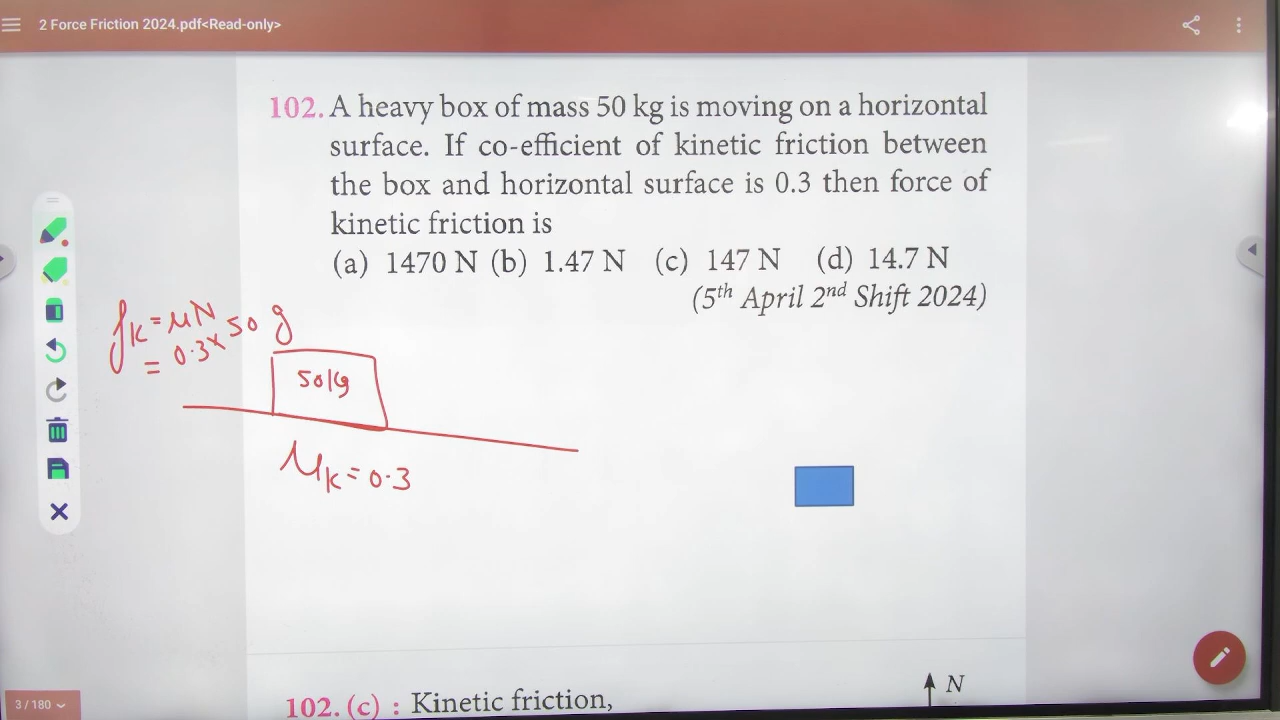 2 Force Friction 2024.pdf<Read-only>
102. A heavy box of mass 50 kg is moving on a horizontal
surface. If co-efficient of kinetic friction between
the box and horizontal surface is 0.3 then force of
kinetic friction is
(a) 1470 N (b) 1.47 N (c) 147 N (d) 14.7 N
(5th April 2nd Shift 2024)
fK = μN
= 0.3 × 50 g
50 kg
μK = 0.3
3 / 180
102. (c) : Kinetic friction,
N